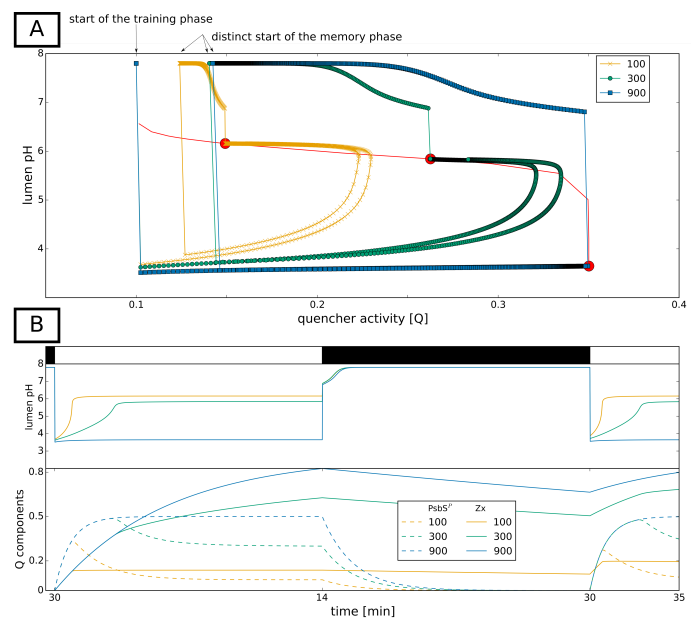 A
start of the training phase
distinct start of the memory phase
8
7
6
5
4
lumen pH
100
300
900
0.1
0.2
0.3
0.4
quencher activity [Q]
B
8
7
6
5
4
3
lumen pH
0.8
0.5
0.2
0
Q components
PsbSᴾ Zx
100 100
300 300
900 900
30 14 30 35
time [min]